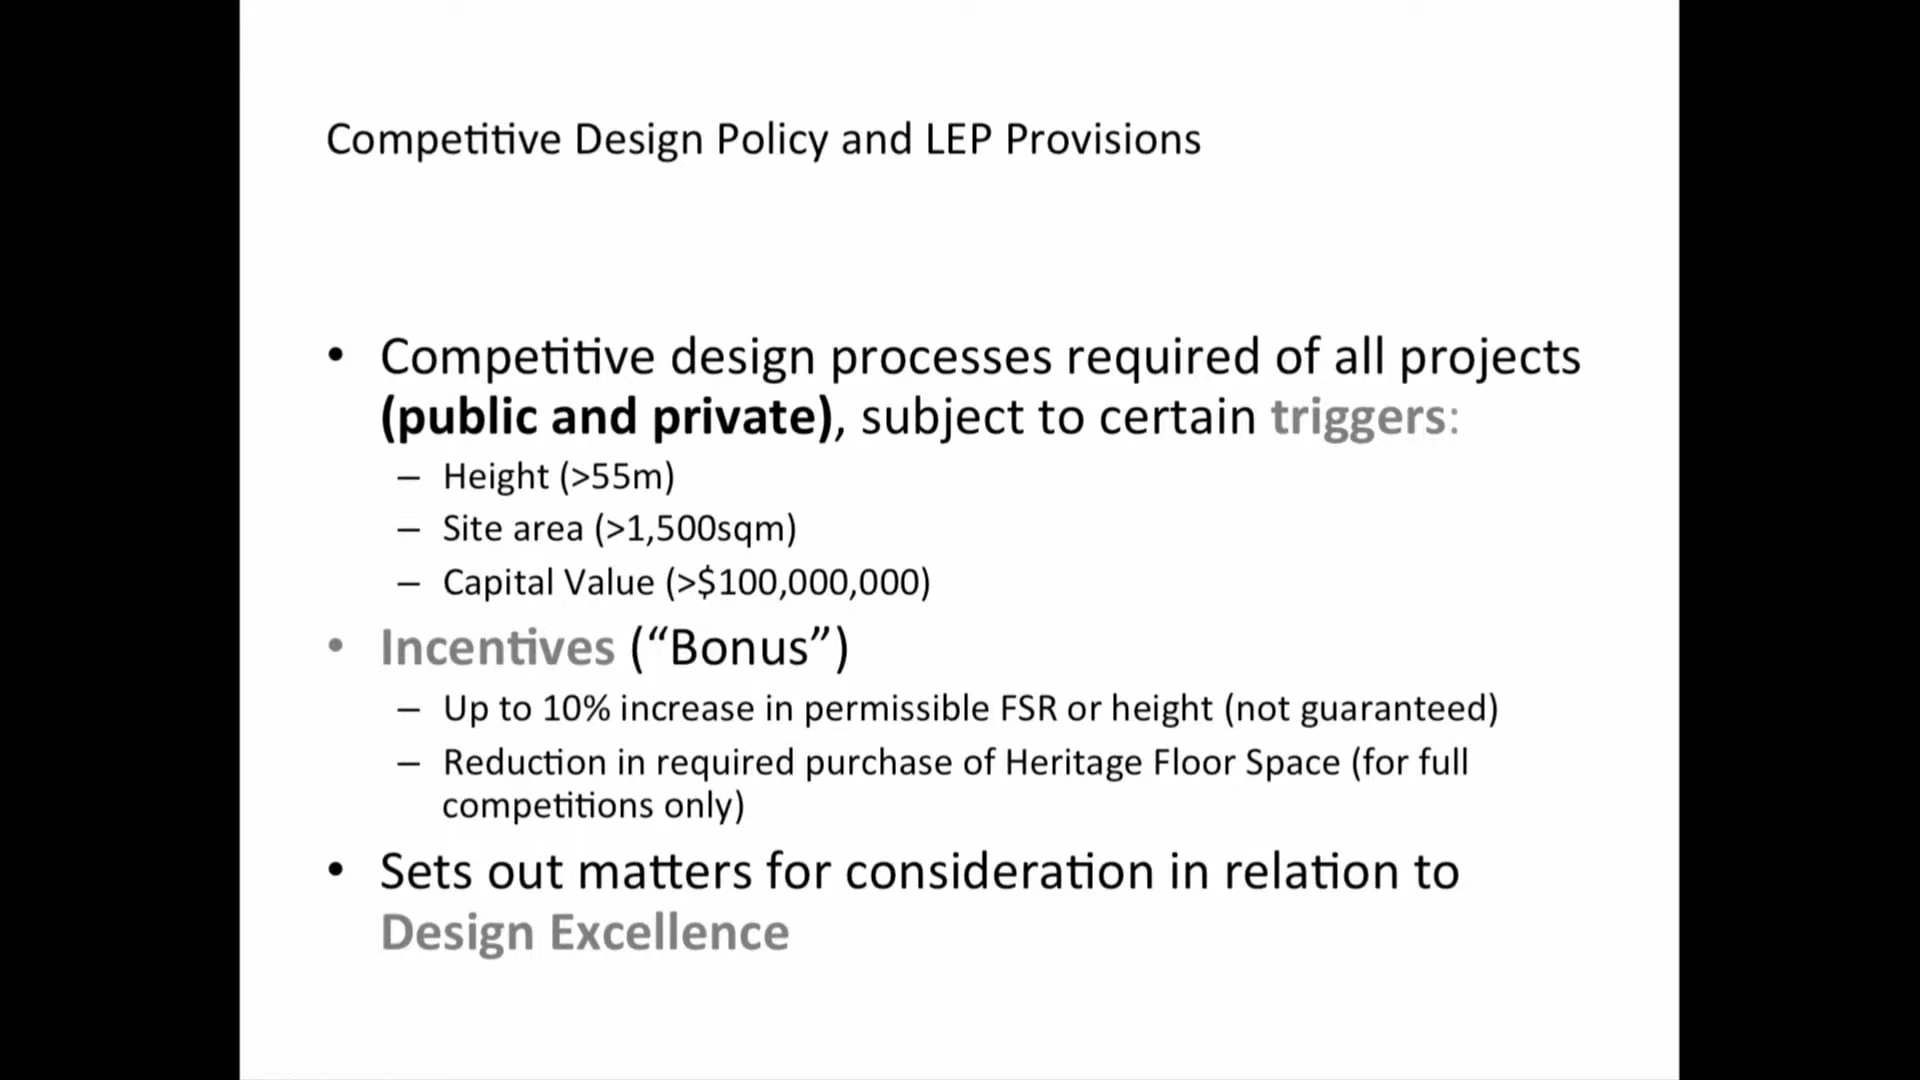 Competitive Design Policy and LEP Provisions
• Competitive design processes required of all projects
(public and private), subject to certain triggers:
– Height (>55m)
– Site area (>1,500sqm)
– Capital Value (>$100,000,000)
• Incentives (“Bonus”)
– Up to 10% increase in permissible FSR or height (not guaranteed)
– Reduction in required purchase of Heritage Floor Space (for full
competitions only)
• Sets out matters for consideration in relation to
Design Excellence